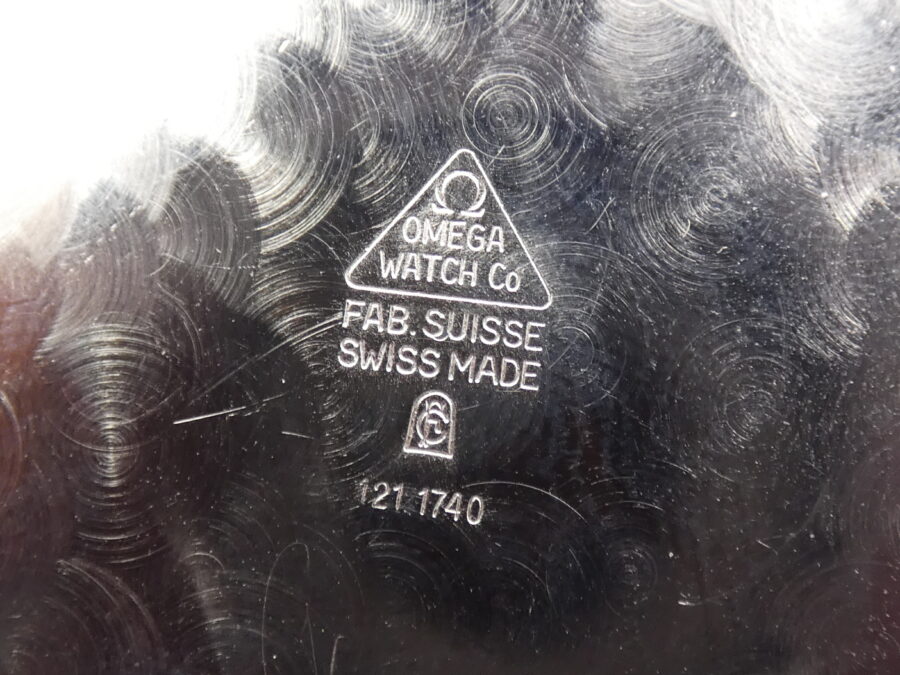 Ω
OMEGA
WATCH Co
FAB. SUISSE
SWISS MADE
121.1740